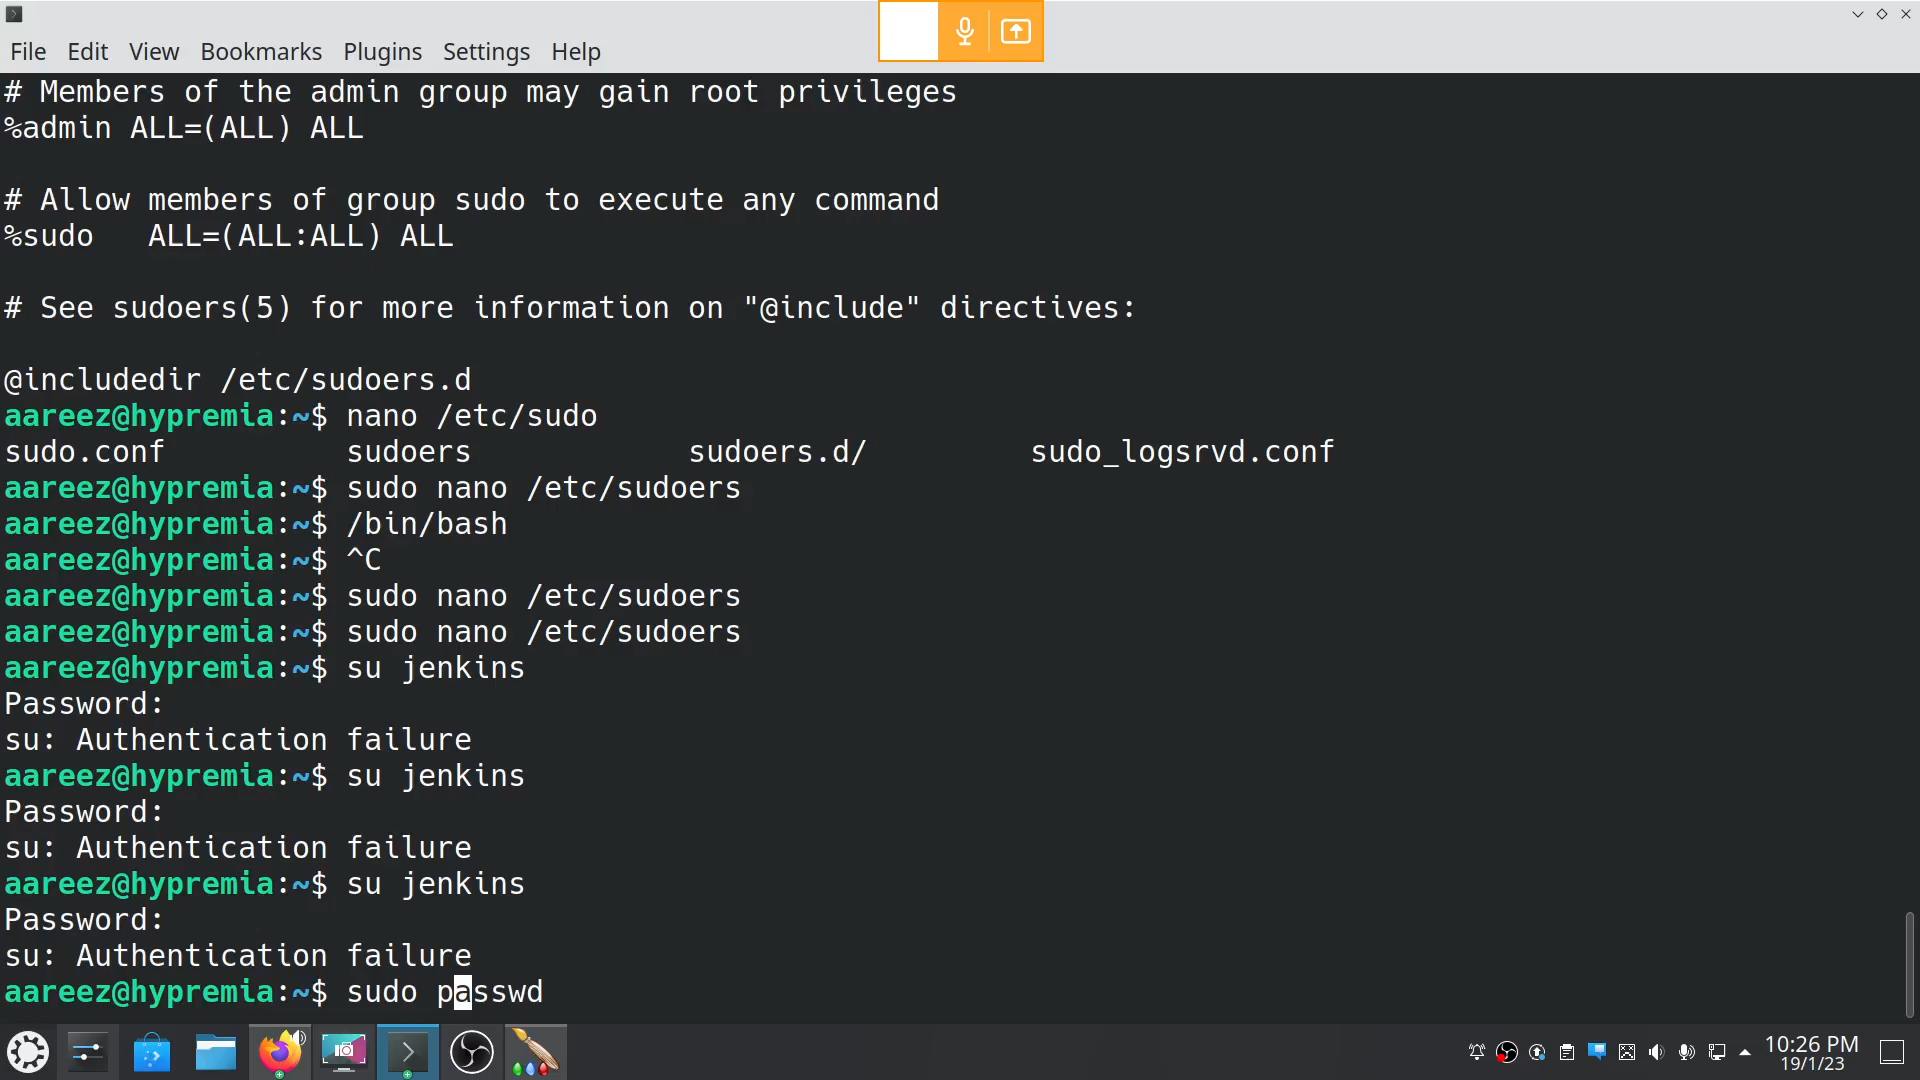 File Edit View Bookmarks Plugins Settings Help
# Members of the admin group may gain root privileges
%admin ALL=(ALL) ALL
# Allow members of group sudo to execute any command
%sudo   ALL=(ALL:ALL) ALL
# See sudoers(5) for more information on "@include" directives:
@includedir /etc/sudoers.d
aareez@hypremia:~$ nano /etc/sudo
sudo.conf          sudoers            sudoers.d/         sudo_logsrvd.conf
aareez@hypremia:~$ sudo nano /etc/sudoers
aareez@hypremia:~$ /bin/bash
aareez@hypremia:~$ ^C
aareez@hypremia:~$ sudo nano /etc/sudoers
aareez@hypremia:~$ sudo nano /etc/sudoers
aareez@hypremia:~$ su jenkins
Password:
su: Authentication failure
aareez@hypremia:~$ su jenkins
Password:
su: Authentication failure
aareez@hypremia:~$ su jenkins
Password:
su: Authentication failure
aareez@hypremia:~$ sudo passwd
10:26 PM
19/1/23